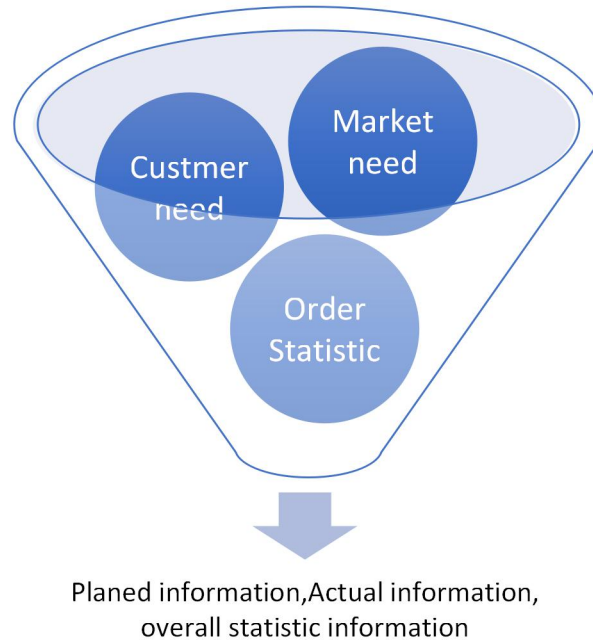 Market
need
Custmer
need
Order
Statistic
Planed information,Actual information,
overall statistic information